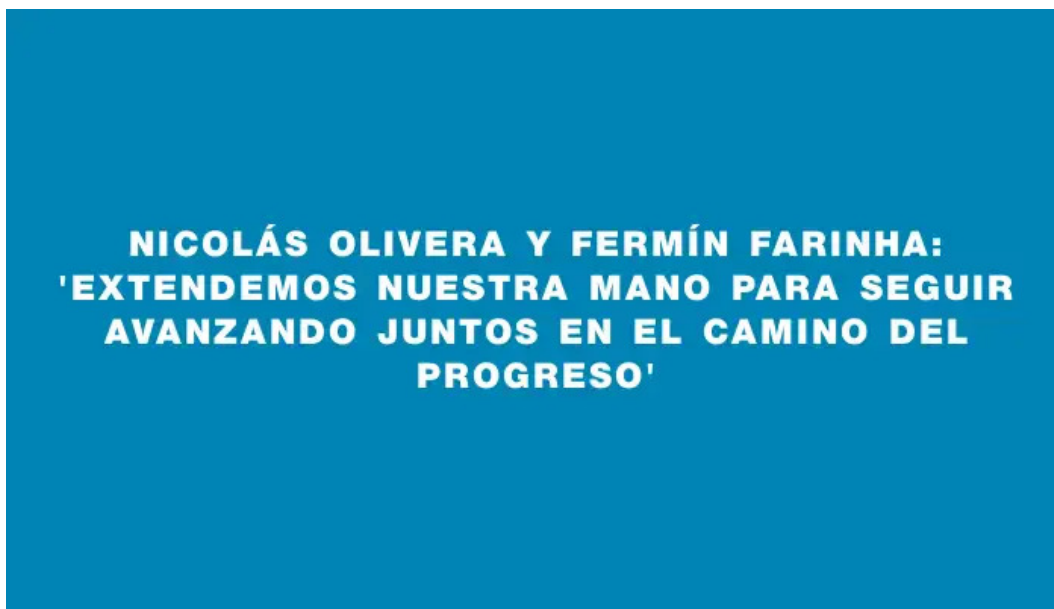 NICOLÁS OLIVERA Y FERMÍN FARINHA:
'EXTENDEMOS NUESTRA MANO PARA SEGUIR
AVANZANDO JUNTOS EN EL CAMINO DEL
PROGRESO'